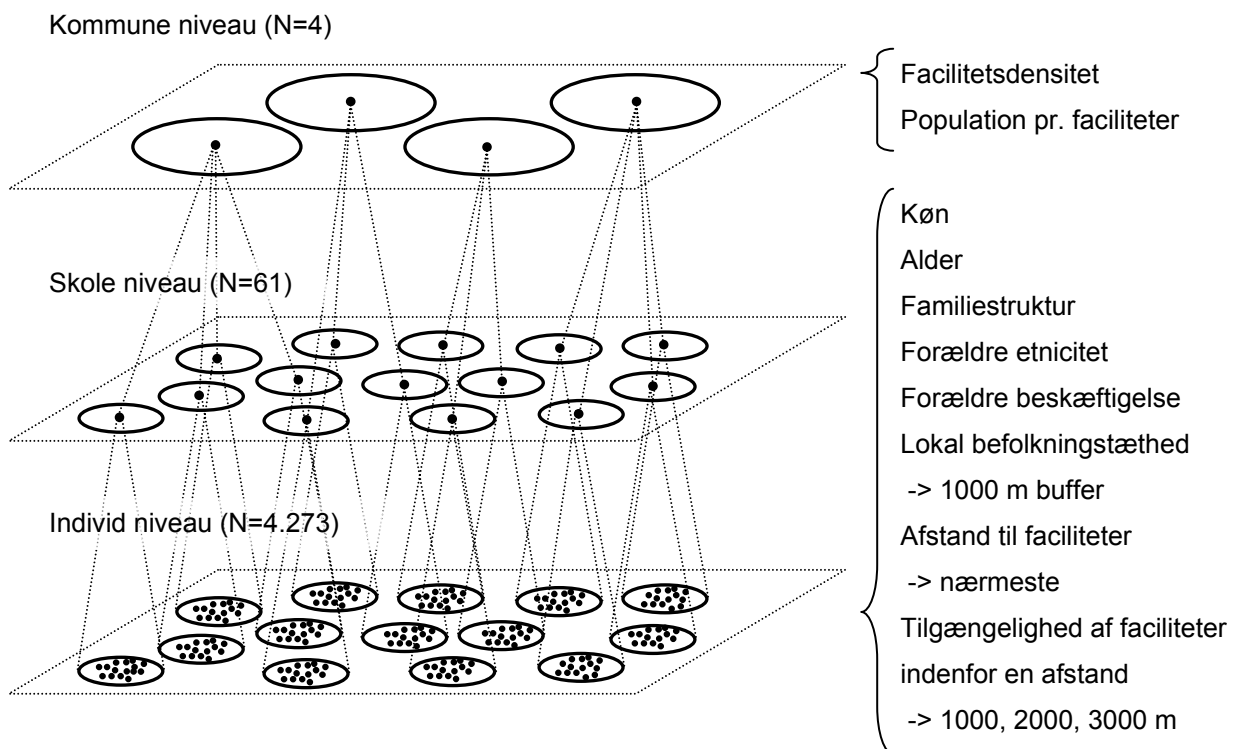 Kommune niveau (N=4)
Facilitetsdensitet
Population pr. faciliteter
Skole niveau (N=61)
Individ niveau (N=4.273)
Køn
Alder
Familiestruktur
Forældre etnicitet
Forældre beskæftigelse
Lokal befolkningstæthed
-> 1000 m buffer
Afstand til faciliteter
-> nærmeste
Tilgængelighed af faciliteter
indenfor en afstand
-> 1000, 2000, 3000 m